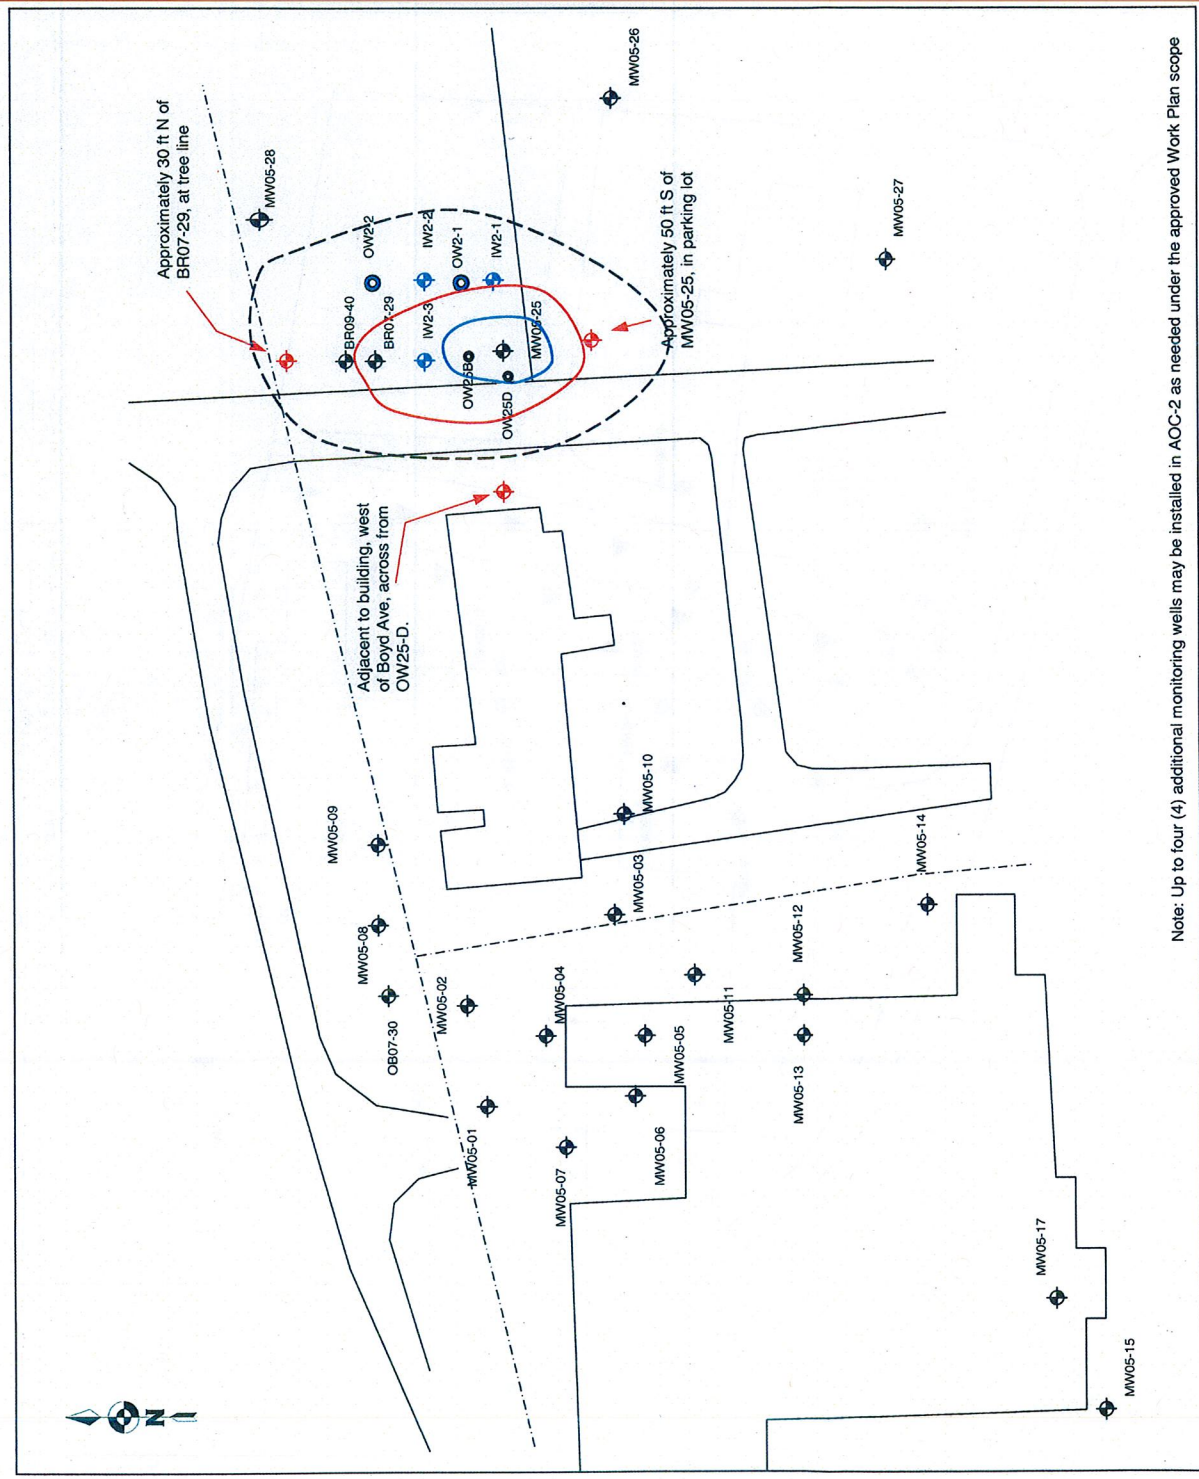 N
Approximately 30 ft N of
BR07-29, at tree line
MW05-28
MW05-26
OW2-2
IW2-2
OW2-1
IW2-1
BR09-40
BR07-29
IW2-3
MW05-25
OW25B
OW25D
Approximately 50 ft S of
MW05-25, in parking lot
MW05-27
Adjacent to building, west
of Boyd Ave, across from
OW25-D.
MW05-09
MW05-08
OB07-30
MW05-02
MW05-10
MW05-03
MW05-14
MW05-12
MW05-04
MW05-11
MW05-05
MW05-13
MW05-01
MW05-06
MW05-07
MW05-17
MW05-15
Note: Up to four (4) additional monitoring wells may be installed in AOC-2 as needed under the approved Work Plan scope